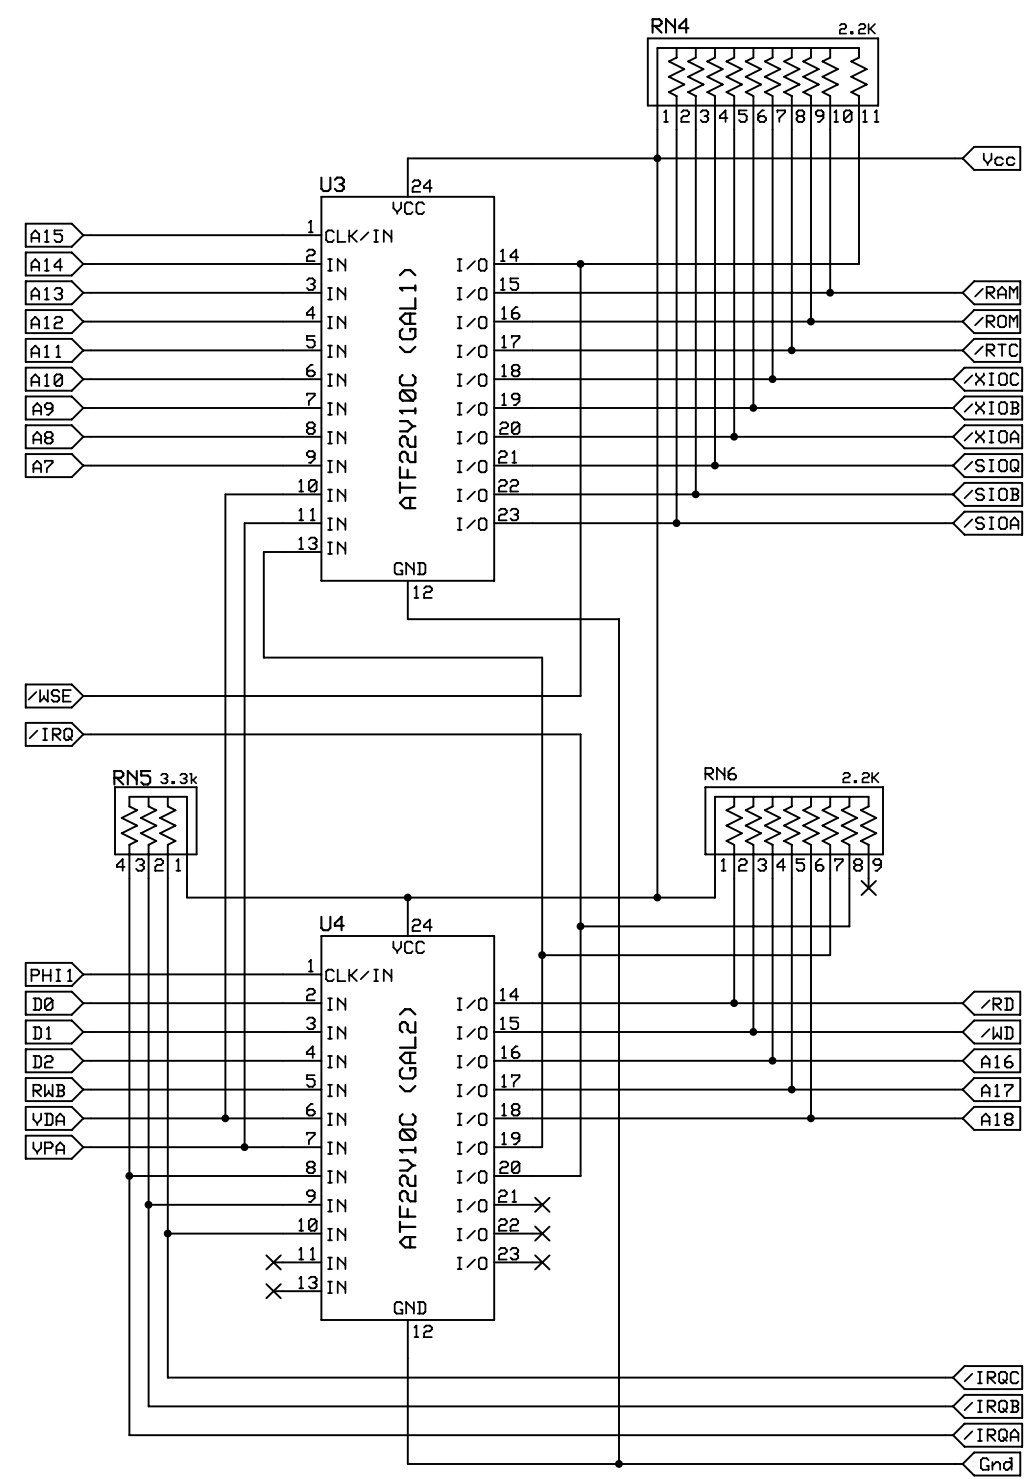 RN4 2.2K
1 2 3 4 5 6 7 8 9 10 11
Vcc
U3 24
VCC
A15 1 CLK/IN
A14 2 IN I/O 14
A13 3 IN I/O 15 /RAM
A12 4 IN I/O 16 /ROM
A11 5 IN I/O 17 /RTC
A10 6 IN I/O 18 /XIOC
A9 7 IN I/O 19 /XIOB
A8 8 IN I/O 20 /XIOA
A7 9 IN I/O 21 /SIOQ
10 IN I/O 22 /SIOB
11 IN I/O 23 /SIOA
13 IN
ATF22V10C (GAL1)
GND
12
/WSE
/IRQ
RN5 3.3k
4 3 2 1
RN6 2.2K
1 2 3 4 5 6 7 8 9
U4 24
VCC
PHI1 1 CLK/IN
D0 2 IN I/O 14 /RD
D1 3 IN I/O 15 /WD
D2 4 IN I/O 16 A16
RWB 5 IN I/O 17 A17
VDA 6 IN I/O 18 A18
VPA 7 IN I/O 19
8 IN I/O 20
9 IN I/O 21
10 IN I/O 22
11 IN I/O 23
13 IN
ATF22V10C (GAL2)
GND
12
/IRQC
/IRQB
/IRQA
Gnd